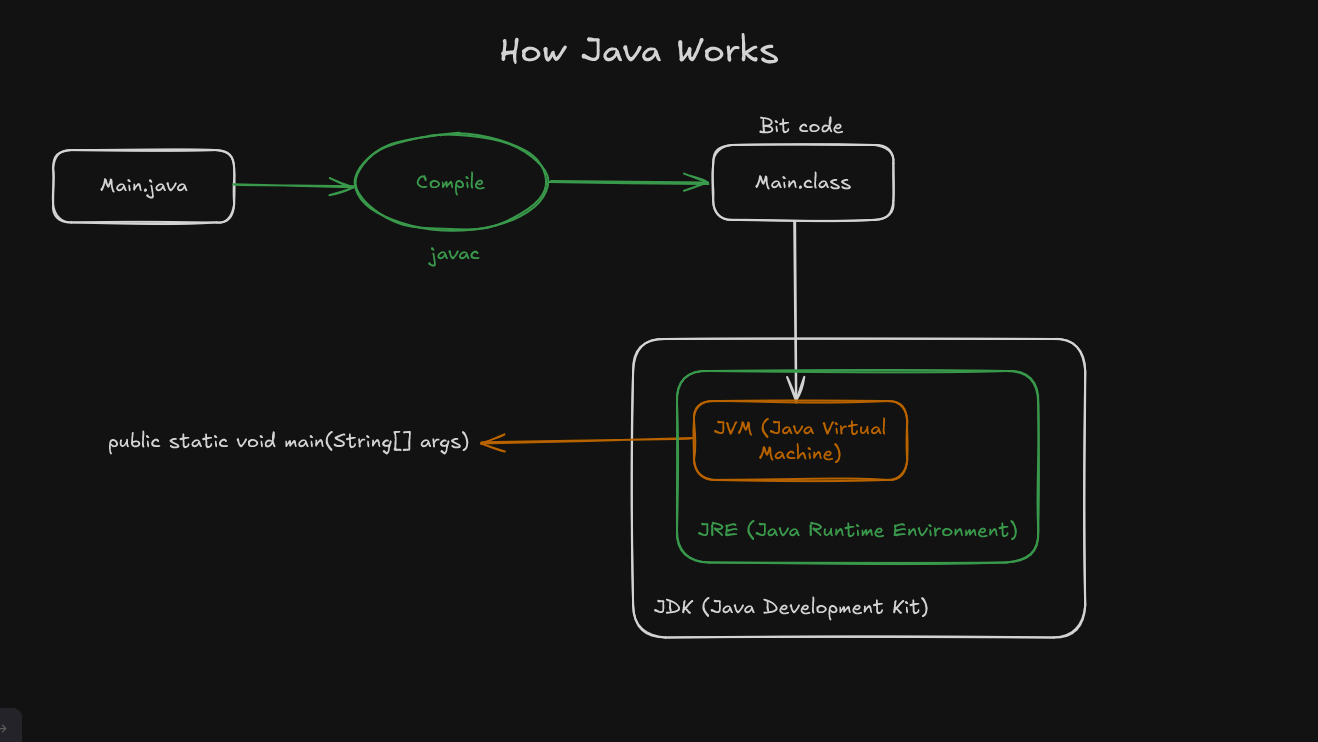 How Java Works
Bit code
Main.java
Compile
Main.class
javac
public static void main(String[] args)
JVM (Java Virtual
Machine)
JRE (Java Runtime Environment)
JDK (Java Development Kit)